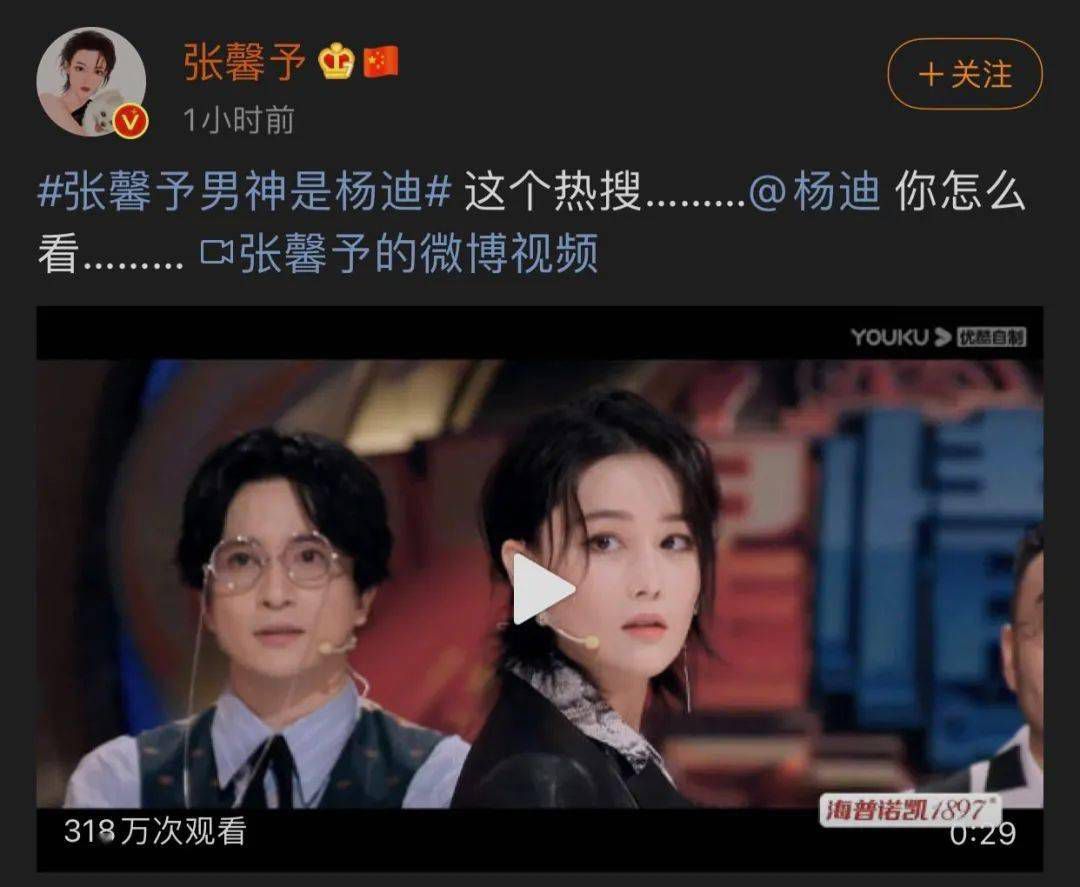 张馨予
+关注
1小时前
#张馨予男神是杨迪# 这个热搜.........@杨迪 你怎么
看......... 张馨予的微博视频
YOUKU 优酷自制
海普诺凯1897
318万次观看
0:29